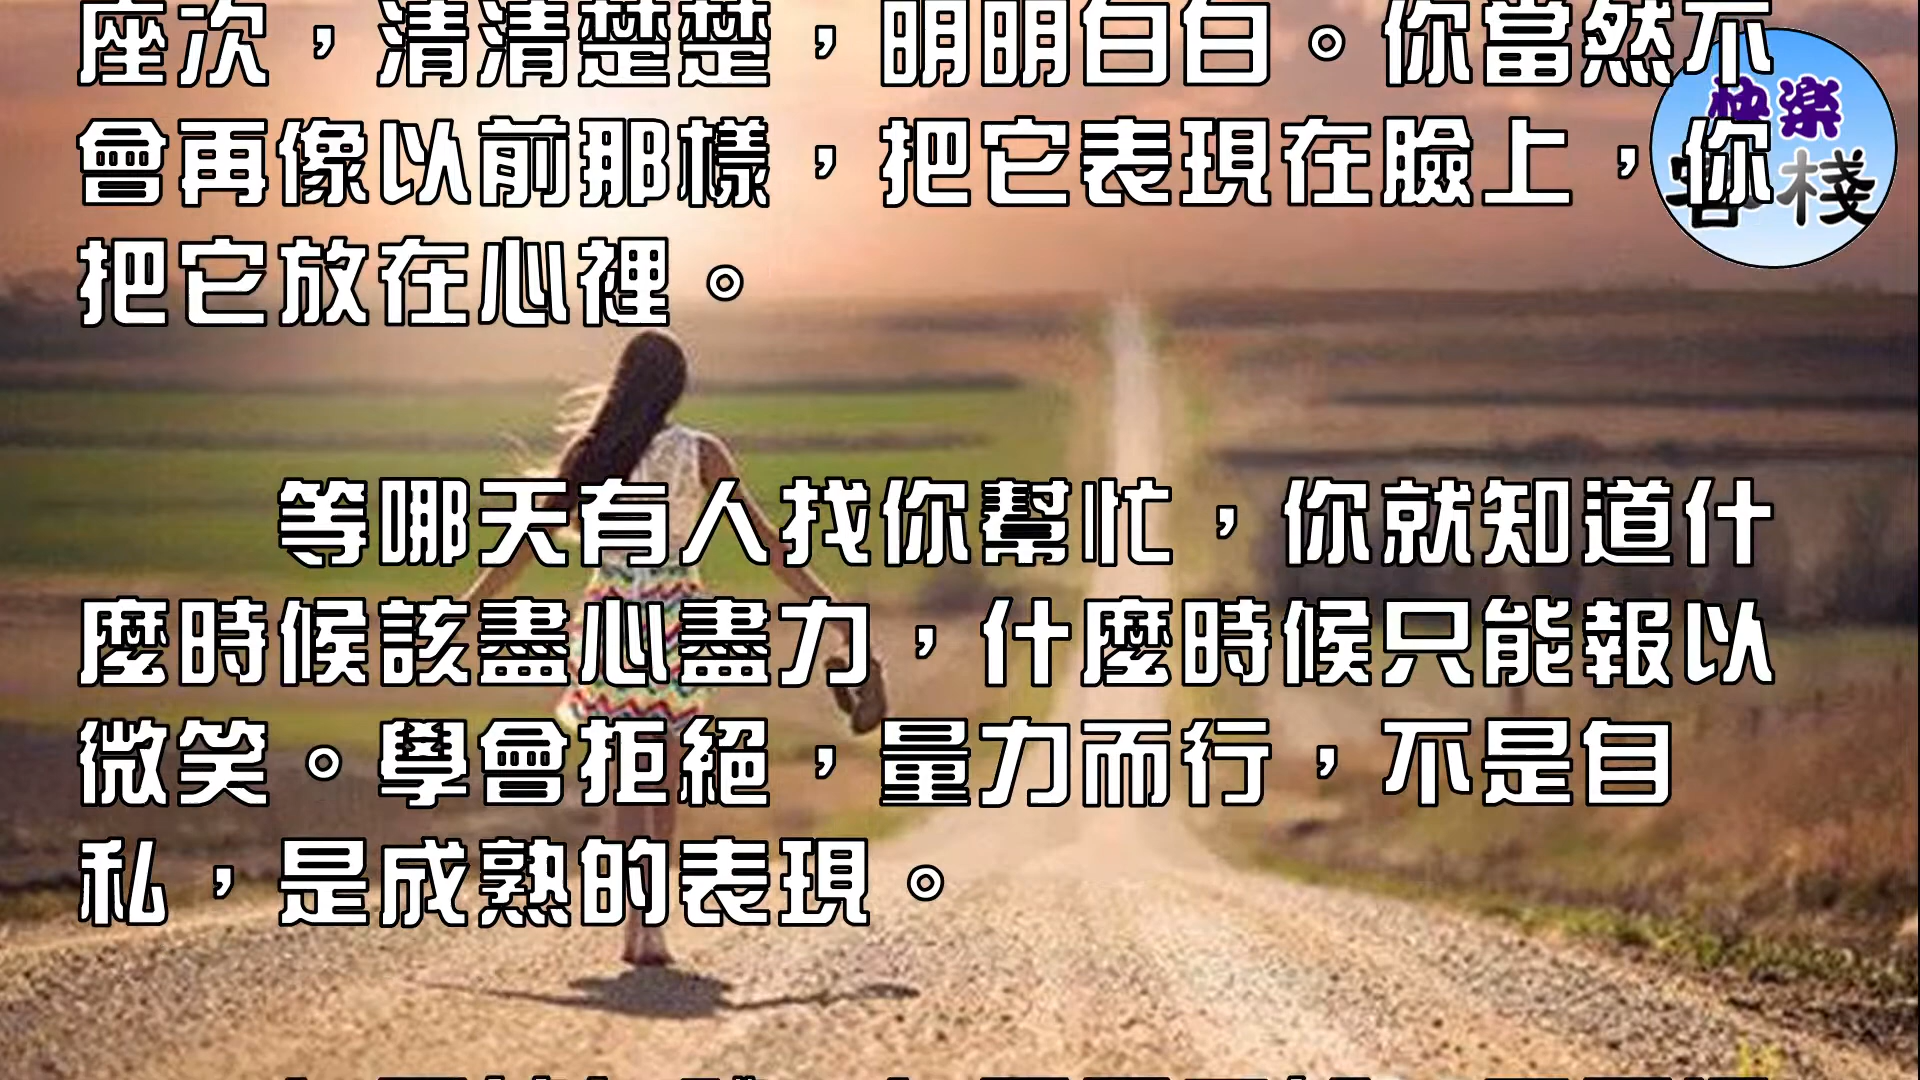 座次，清清楚楚，明明白白。你當然不
會再像以前那樣，把它表現在臉上，你
把它放在心裡。
等哪天有人找你幫忙，你就知道什
麼時候該盡心盡力，什麼時候只能報以
微笑。學會拒絕，量力而行，不是自
私，是成熟的表現。
快樂
客棧